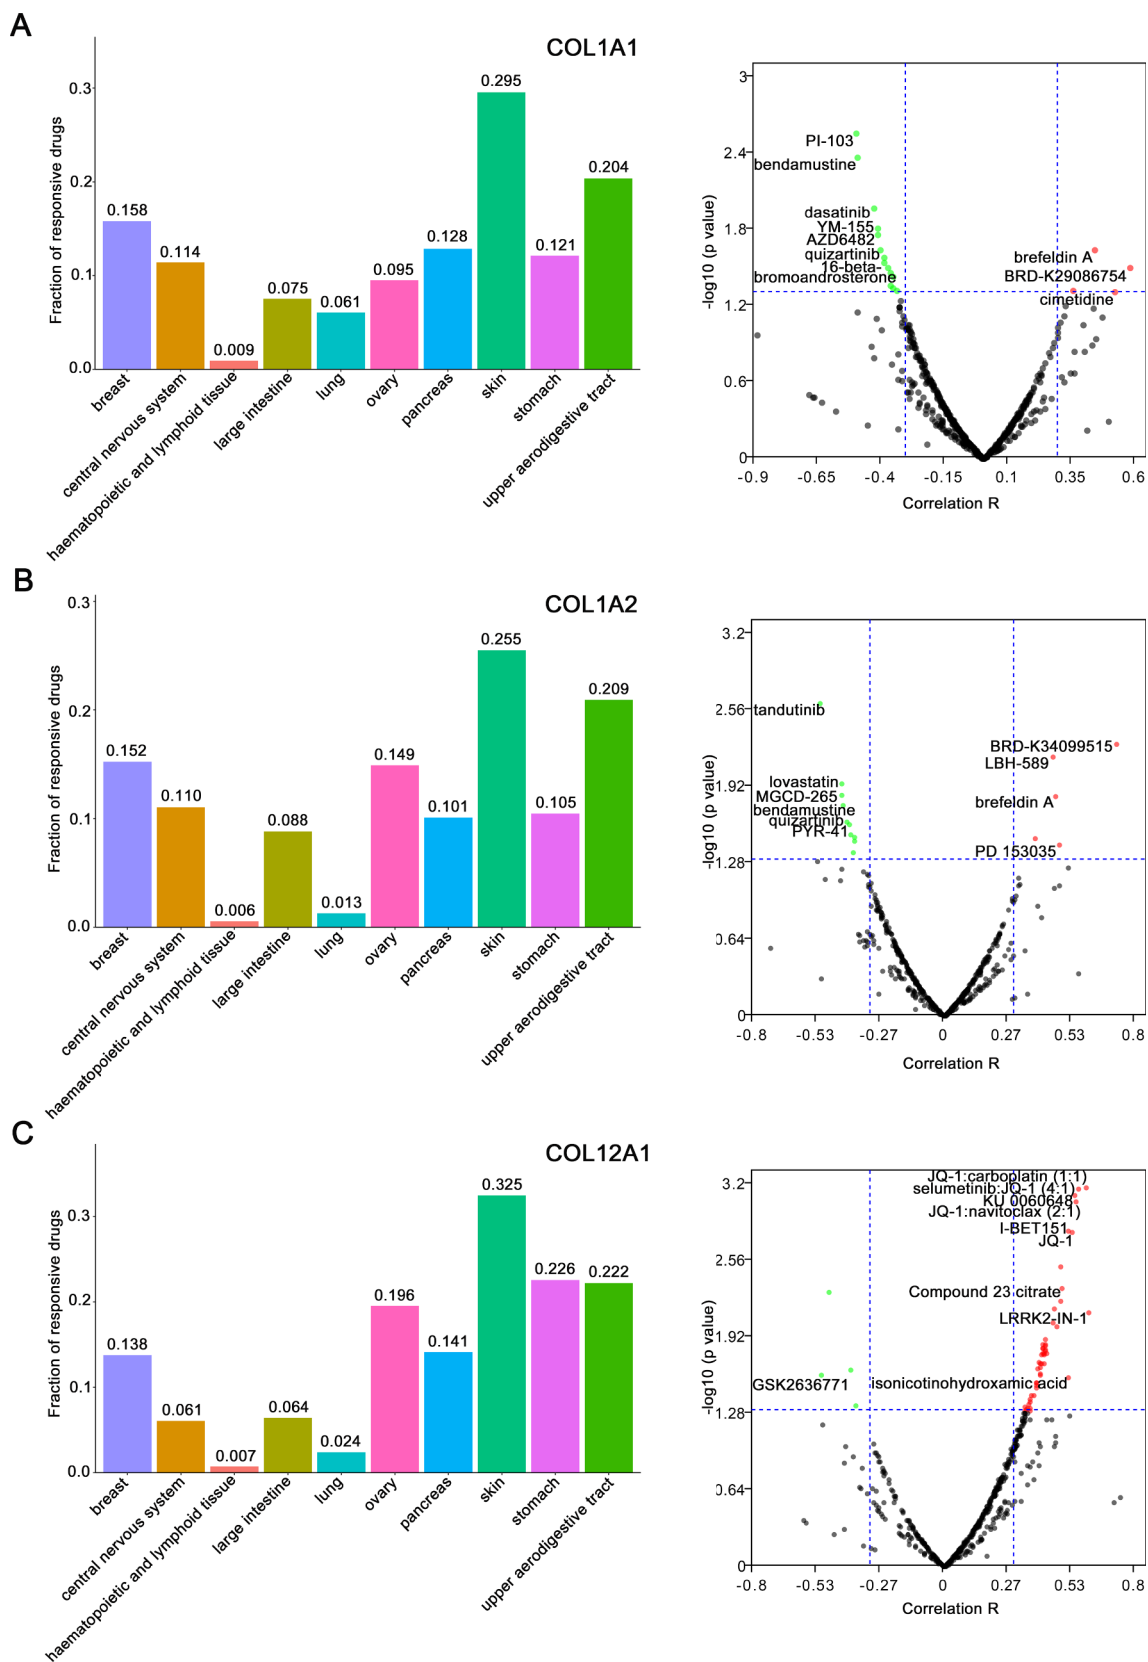 A
COL1A1
Fraction of responsive drugs
0.3
0.2
0.1
0.0
0.158
0.114
0.009
0.075
0.061
0.095
0.128
0.295
0.121
0.204
breast
central nervous system
haematopoietic and lymphoid tissue
large intestine
lung
ovary
pancreas
skin
stomach
upper aerodigestive tract
-log10 (p value)
3
2.4
1.8
1.2
0.6
0
PI-103
bendamustine
dasatinib
YM-155
AZD6482
quizartinib
16-beta-
bromoandrosterone
brefeldin A
BRD-K29086754
cimetidine
-0.9
-0.65
-0.4
-0.15
0.1
0.35
0.6
Correlation R
B
COL1A2
Fraction of responsive drugs
0.3
0.2
0.1
0.0
0.152
0.110
0.006
0.088
0.013
0.149
0.101
0.255
0.105
0.209
breast
central nervous system
haematopoietic and lymphoid tissue
large intestine
lung
ovary
pancreas
skin
stomach
upper aerodigestive tract
-log10 (p value)
3.2
2.56
1.92
1.28
0.64
0
tandutinib
lovastatin
MGCD-265
bendamustine
quizartinib
PYR-41
BRD-K34099515
LBH-589
brefeldin A
PD 153035
-0.8
-0.53
-0.27
0
0.27
0.53
0.8
Correlation R
C
COL12A1
Fraction of responsive drugs
0.3
0.2
0.1
0.0
0.138
0.061
0.007
0.064
0.024
0.196
0.141
0.325
0.226
0.222
breast
central nervous system
haematopoietic and lymphoid tissue
large intestine
lung
ovary
pancreas
skin
stomach
upper aerodigestive tract
-log10 (p value)
3.2
2.56
1.92
1.28
0.64
0
JQ-1:carboplatin (1:1)
selumetinib:JQ-1 (4:1)
KU 0060648
JQ-1:navitoclax (2:1)
I-BET151
JQ-1
Compound 23 citrate
LRRK2-IN-1
GSK2636771
isonicotinohydroxamic acid
-0.8
-0.53
-0.27
0
0.27
0.53
0.8
Correlation R